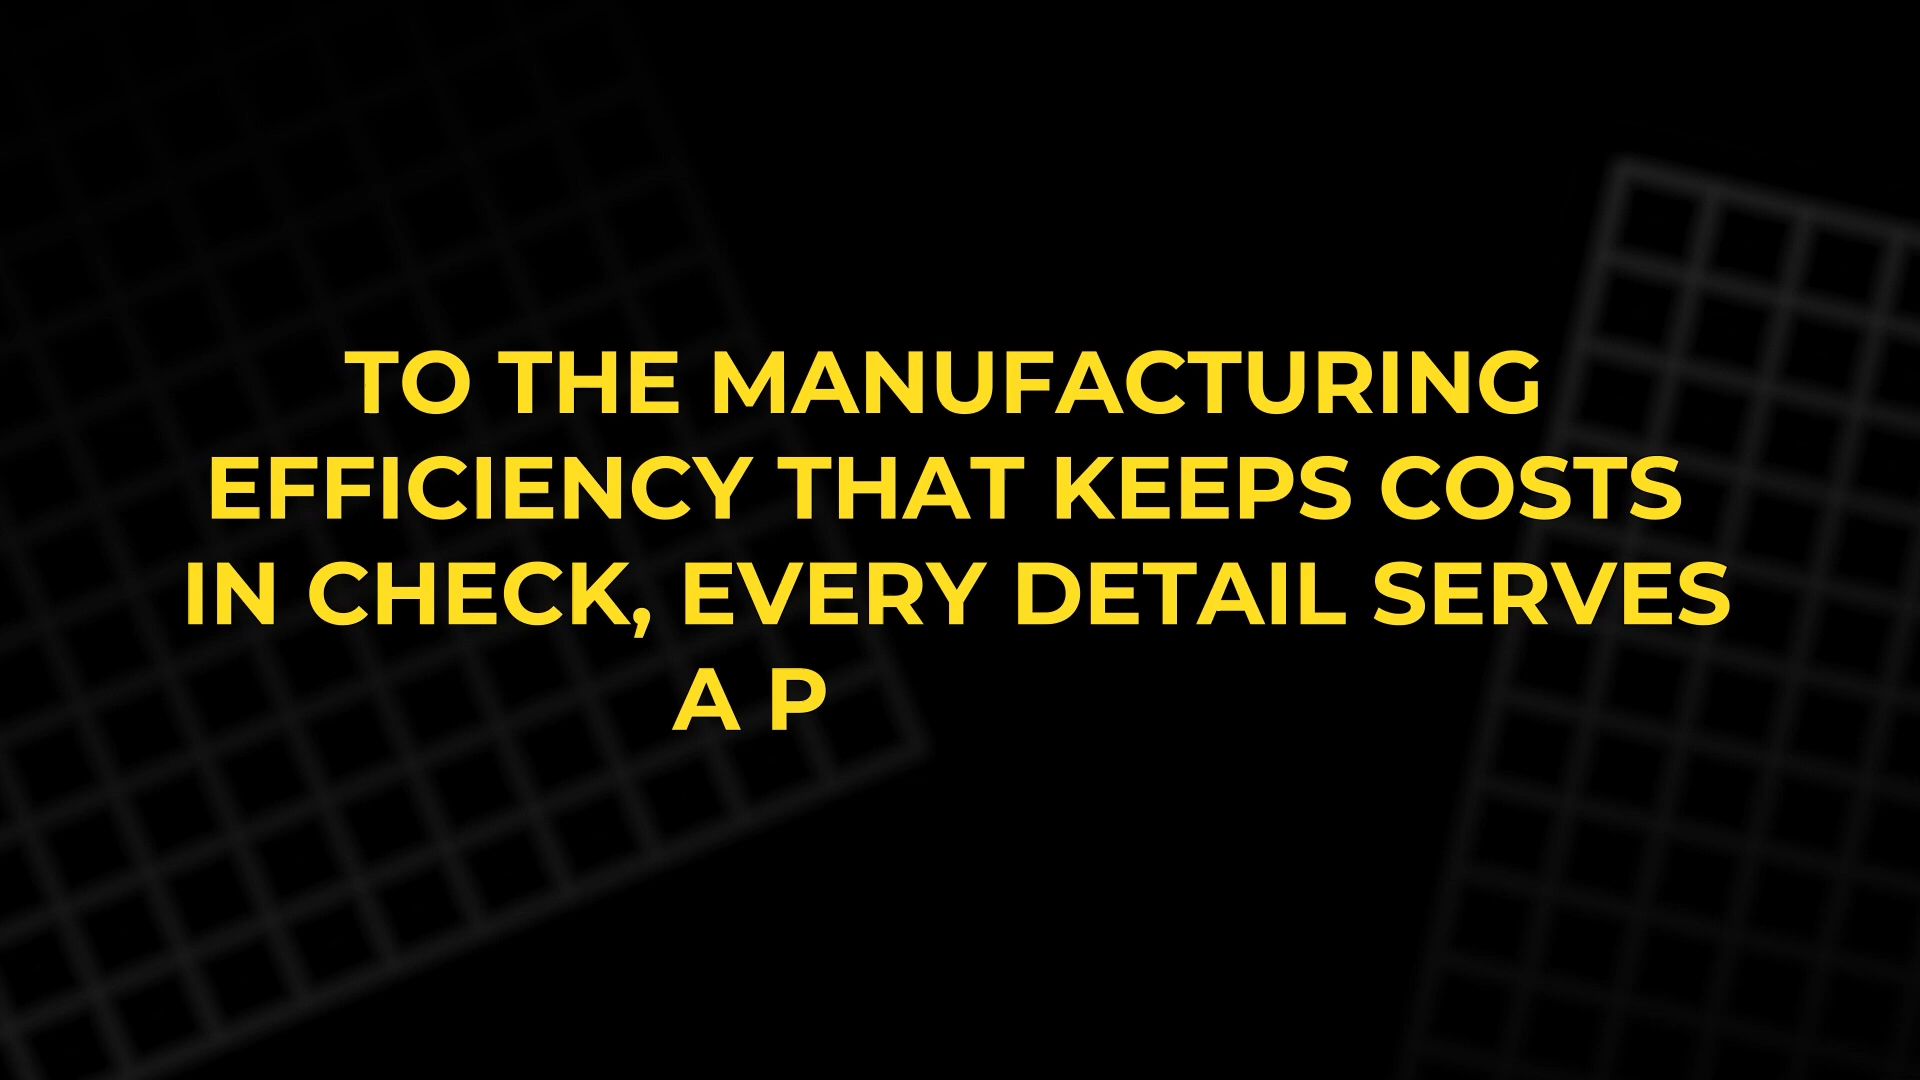 TO THE MANUFACTURING
EFFICIENCY THAT KEEPS COSTS
IN CHECK, EVERY DETAIL SERVES
A P